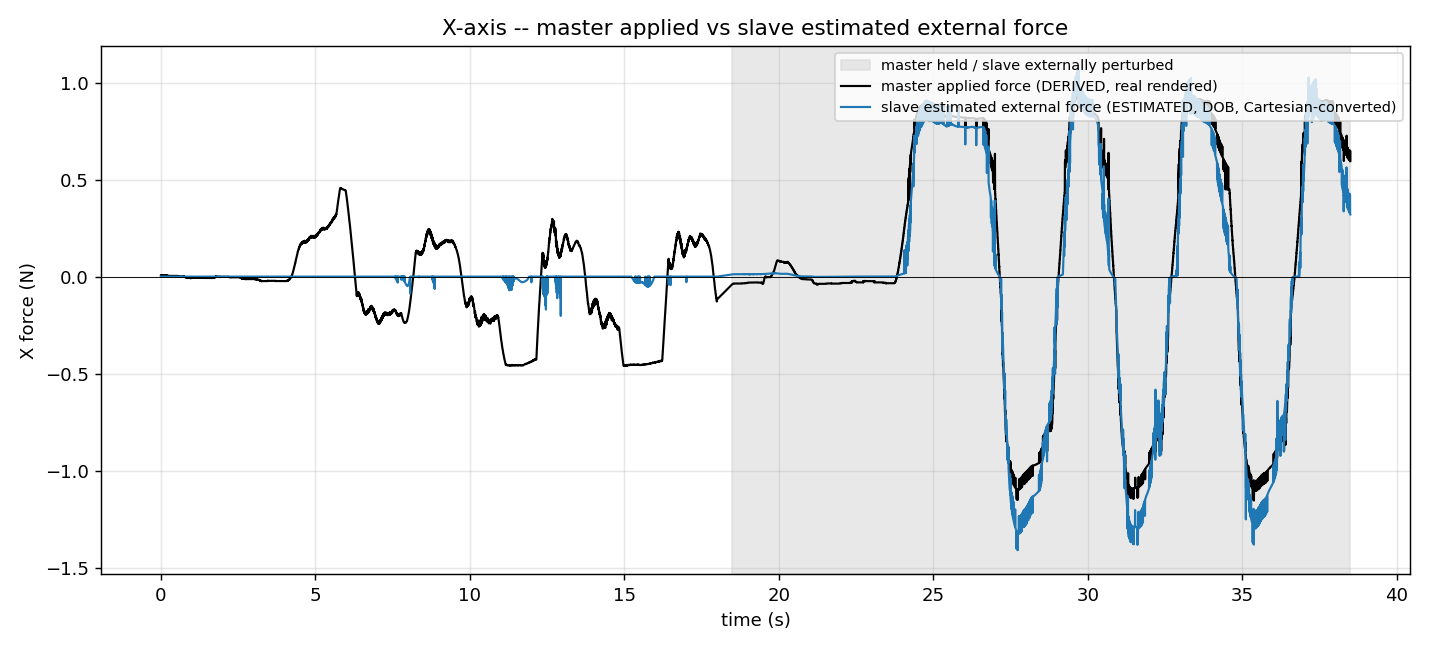 X-axis -- master applied vs slave estimated external force
master held / slave externally perturbed
master applied force (DERIVED, real rendered)
slave estimated external force (ESTIMATED, DOB, Cartesian-converted)
X force (N)
1.0
0.5
0.0
−0.5
−1.0
−1.5
0 5 10 15 20 25 30 35 40
time (s)